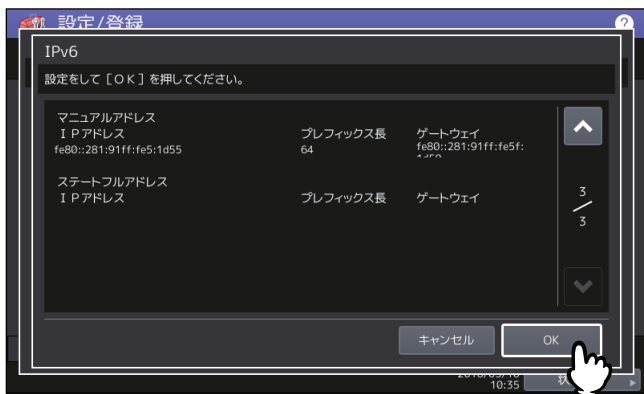 設定/登録
?
IPv6
設定をして［ＯＫ］を押してください。
マニュアルアドレス
ＩＰアドレス プレフィックス長 ゲートウェイ
fe80::281:91ff:fe5:1d55 64 fe80::281:91ff:fe5f:
ステートフルアドレス
ＩＰアドレス プレフィックス長 ゲートウェイ
3
3
キャンセル OK
10:35